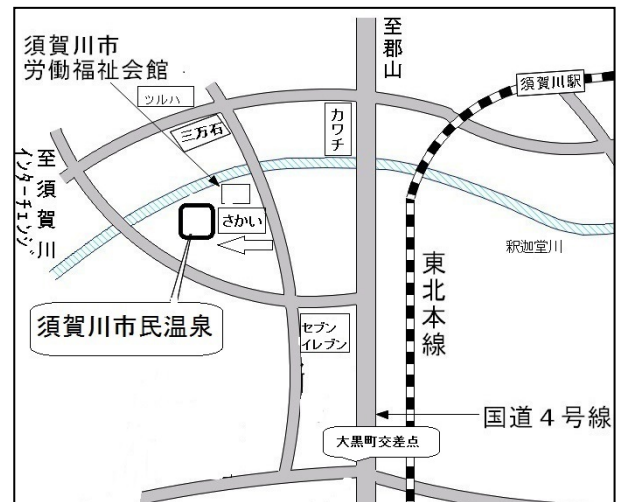 至郡山
須賀川市
労働福祉会館
須賀川駅
ツルハ
三万石
カワチ
至須賀川
インターチェンジ
さかい
釈迦堂川
東北本線
須賀川市民温泉
セブン
イレブン
国道４号線
大黒町交差点